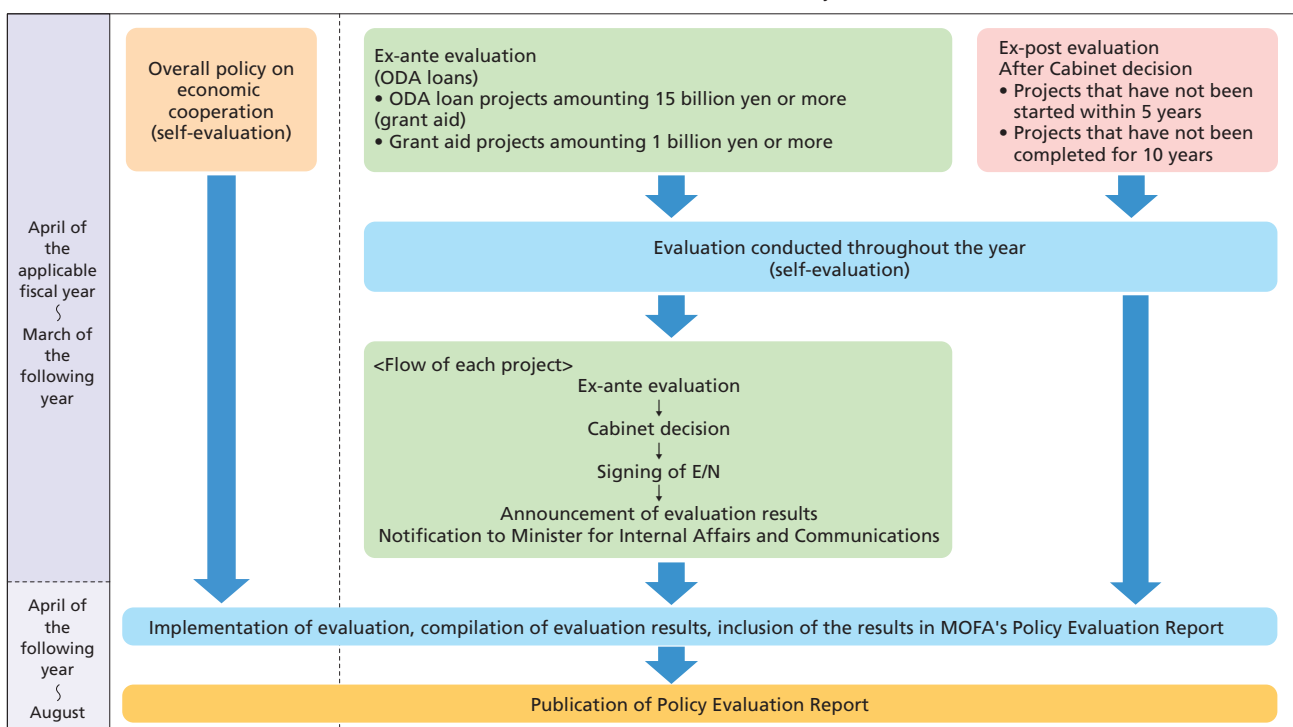 Overall policy on
economic
cooperation
(self-evaluation)
Ex-ante evaluation
(ODA loans)
• ODA loan projects amounting 15 billion yen or more
(grant aid)
• Grant aid projects amounting 1 billion yen or more
Ex-post evaluation
After Cabinet decision
• Projects that have not been
started within 5 years
• Projects that have not been
completed for 10 years
April of
the
applicable
fiscal year
⟆
March of
the
following
year
Evaluation conducted throughout the year
(self-evaluation)
<Flow of each project>
Ex-ante evaluation
↓
Cabinet decision
↓
Signing of E/N
↓
Announcement of evaluation results
Notification to Minister for Internal Affairs and Communications
April of
the
following
year
⟆
August
Implementation of evaluation, compilation of evaluation results, inclusion of the results in MOFA's Policy Evaluation Report
Publication of Policy Evaluation Report